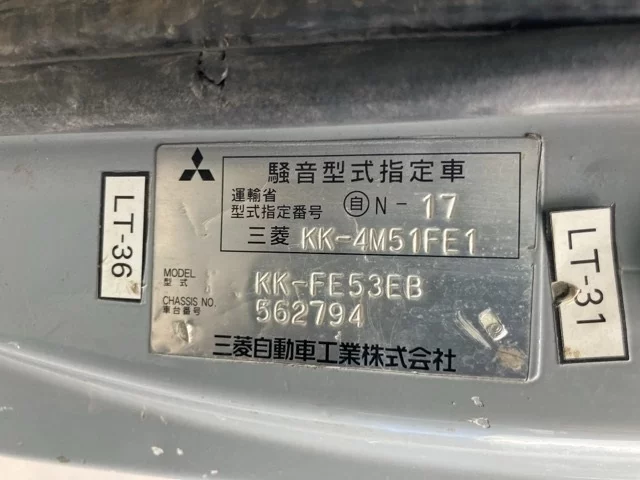 騒音型式指定車
運輸省
型式指定番号 自 N - 17
三菱 KK-4M51FE1
MODEL
型式
KK-FE53EB
CHASSIS NO.
車台番号
562794
三菱自動車工業株式会社
LT-36
LT-31